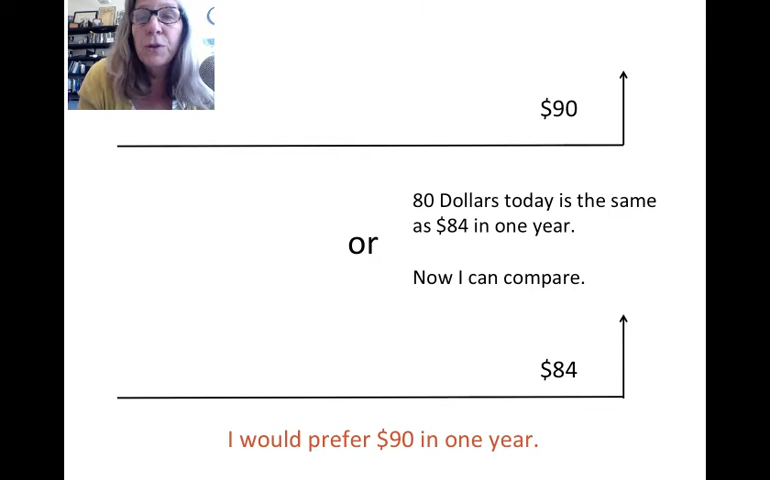 $90
80 Dollars today is the same
as $84 in one year.
or
Now I can compare.
$84
I would prefer $90 in one year.